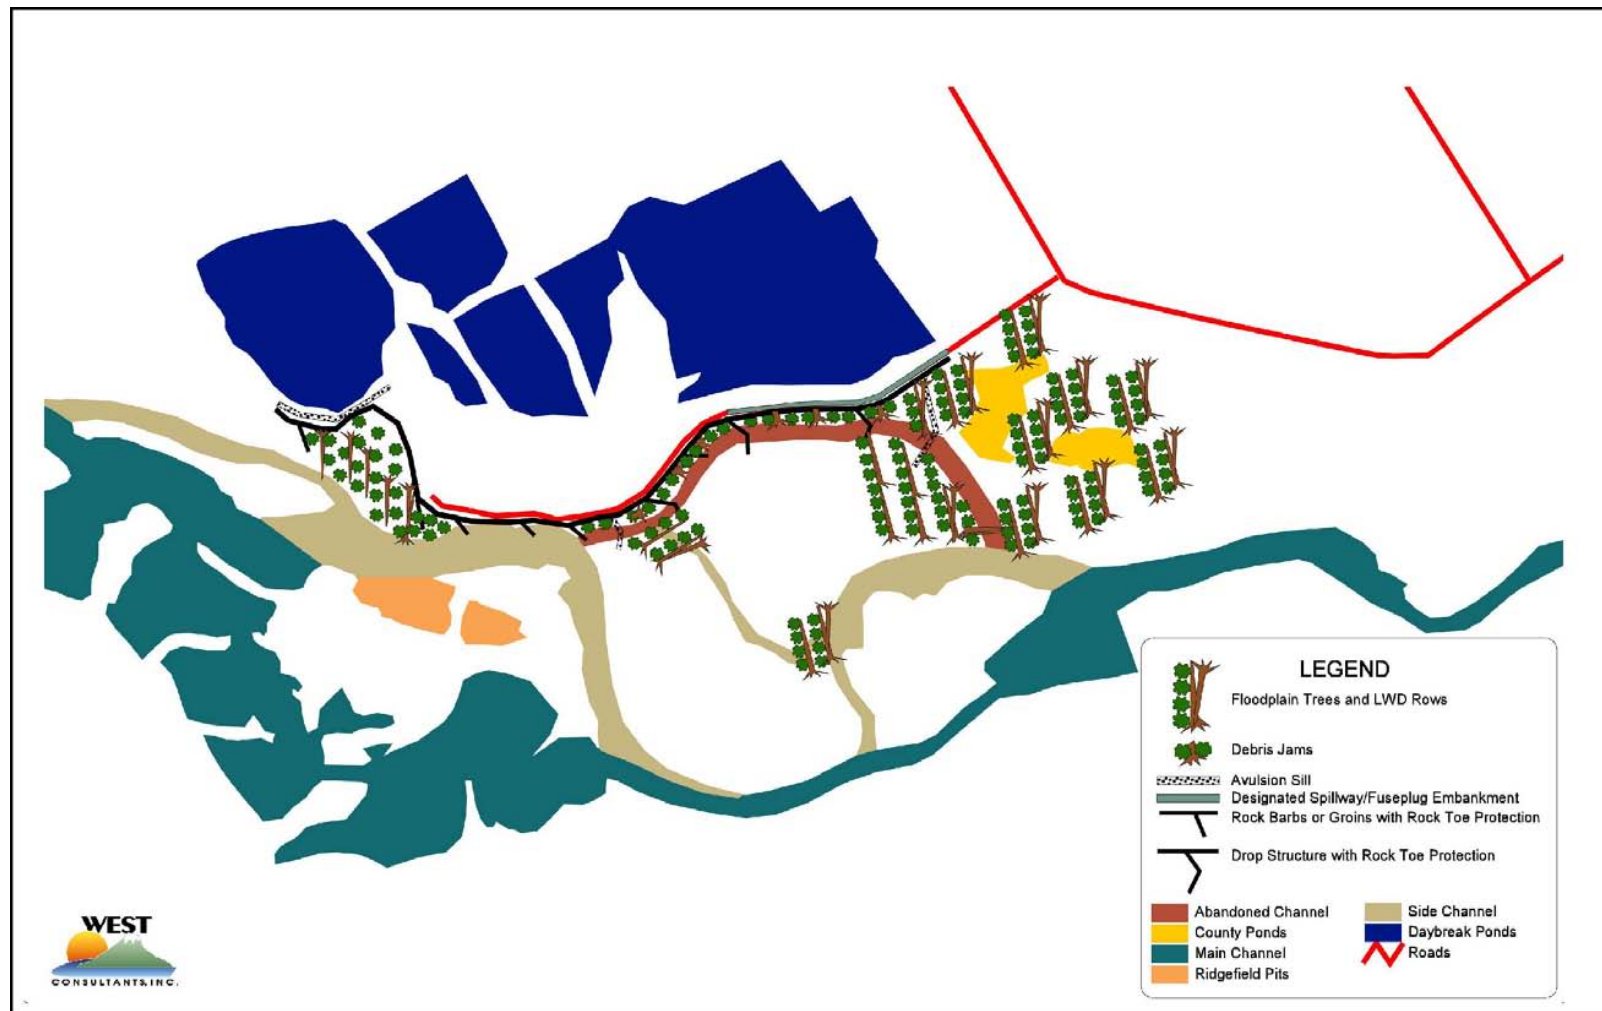 LEGEND
Floodplain Trees and LWD Rows
Debris Jams
Avulsion Sill
Designated Spillway/Fuseplug Embankment
Rock Barbs or Groins with Rock Toe Protection
Drop Structure with Rock Toe Protection
Abandoned Channel
County Ponds
Main Channel
Ridgefield Pits
Side Channel
Daybreak Ponds
Roads
WEST
CONSULTANTS, INC.